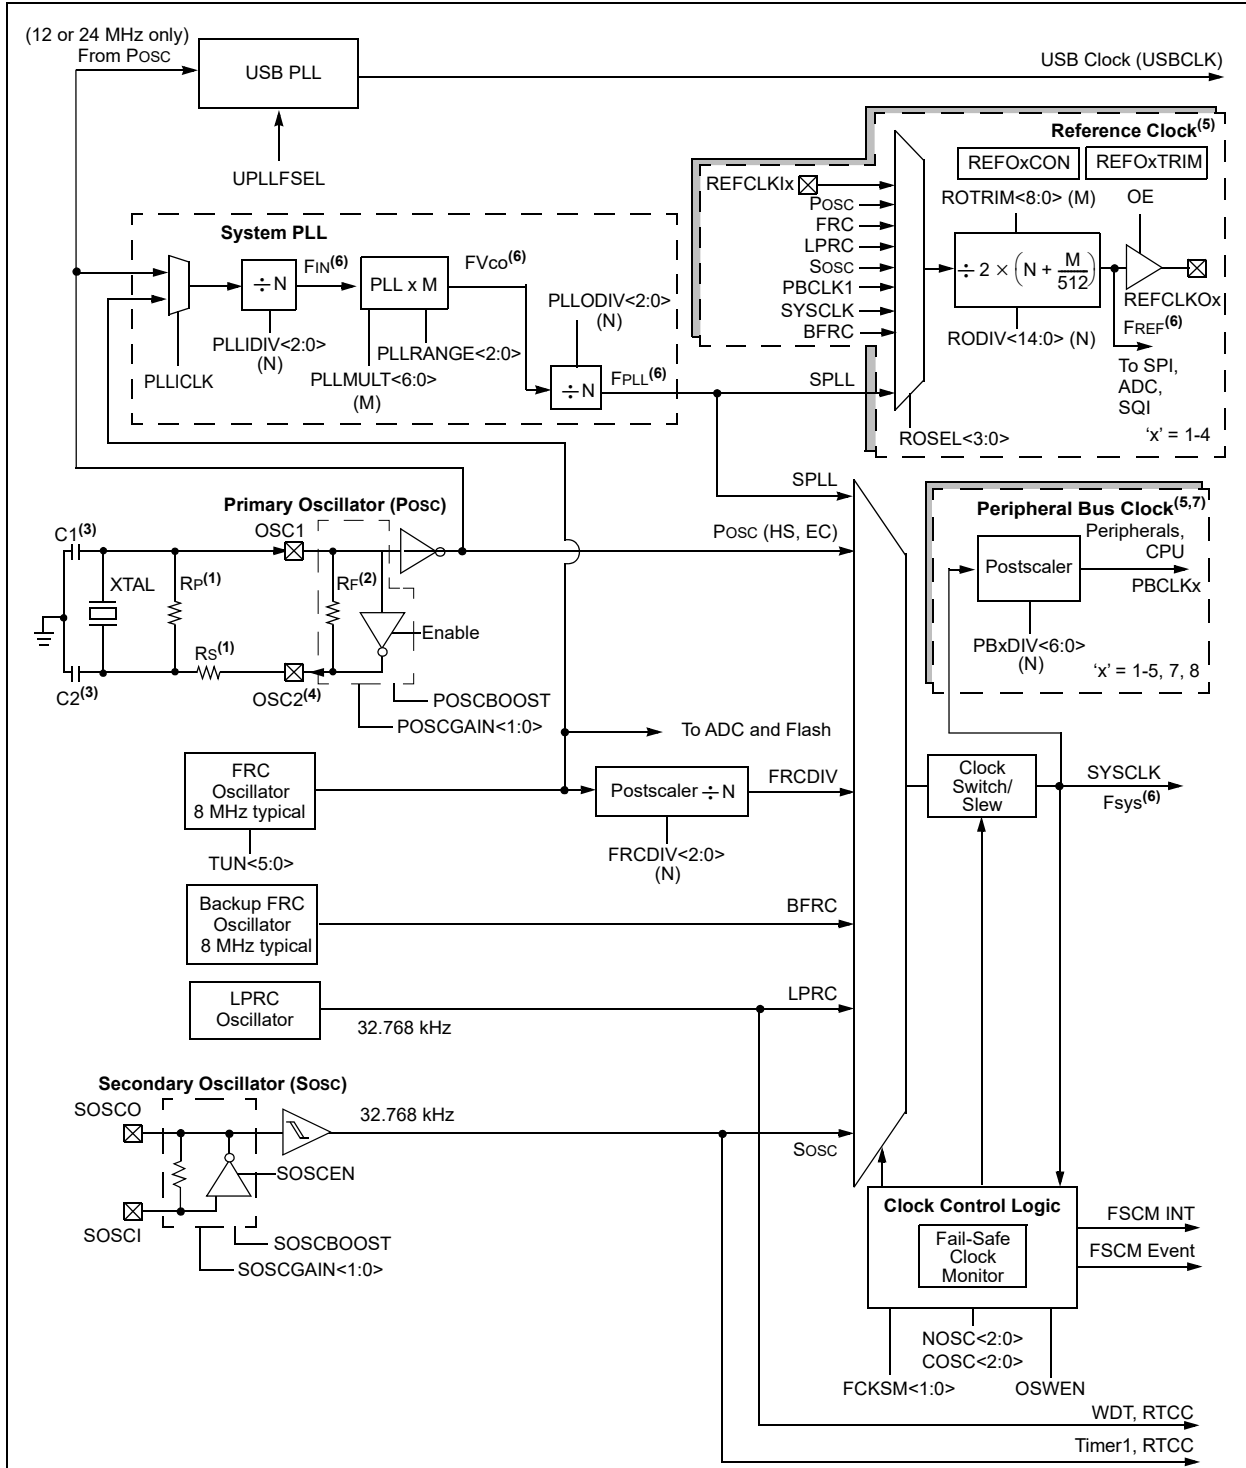 (12 or 24 MHz only)
From POSC
USB PLL
USB Clock (USBCLK)
UPLLFSEL
Reference Clock(5)
REFOxCON
REFOxTRIM
REFCLKIx
POSC
FRC
LPRC
SOSC
PBCLK1
SYSCLK
BFRC
SPLL
ROTRIM<8:0> (M)
OE
÷ 2 × (N + M/512)
REFCLKOx
RODIV<14:0> (N)
FREF(6)
To SPI,
ADC,
SQI
ROSEL<3:0>
‘x’ = 1-4
System PLL
÷ N
FIN(6)
PLL x M
FVco(6)
PLLODIV<2:0>
(N)
PLLIDIV<2:0>
(N)
PLLRANGE<2:0>
PLLICLK
PLLMULT<6:0>
(M)
÷ N
FPLL(6)
SPLL
Primary Oscillator (POSC)
C1(3)
OSC1
POSC (HS, EC)
XTAL
RP(1)
RF(2)
Enable
RS(1)
C2(3)
OSC2(4)
POSCBOOST
POSCGAIN<1:0>
Peripheral Bus Clock(5,7)
Peripherals,
CPU
Postscaler
PBCLKx
PBxDIV<6:0>
(N)
‘x’ = 1-5, 7, 8
To ADC and Flash
FRC
Oscillator
8 MHz typical
TUN<5:0>
Postscaler ÷ N
FRCDIV
FRCDIV<2:0>
(N)
Clock
Switch/
Slew
SYSCLK
Fsys(6)
Backup FRC
Oscillator
8 MHz typical
BFRC
LPRC
Oscillator
32.768 kHz
LPRC
Secondary Oscillator (SOSC)
SOSCO
32.768 kHz
SOSC
SOSCEN
SOSCI
SOSCBOOST
SOSCGAIN<1:0>
Clock Control Logic
Fail-Safe
Clock
Monitor
FSCM INT
FSCM Event
NOSC<2:0>
COSC<2:0>
FCKSM<1:0>
OSWEN
WDT, RTCC
Timer1, RTCC